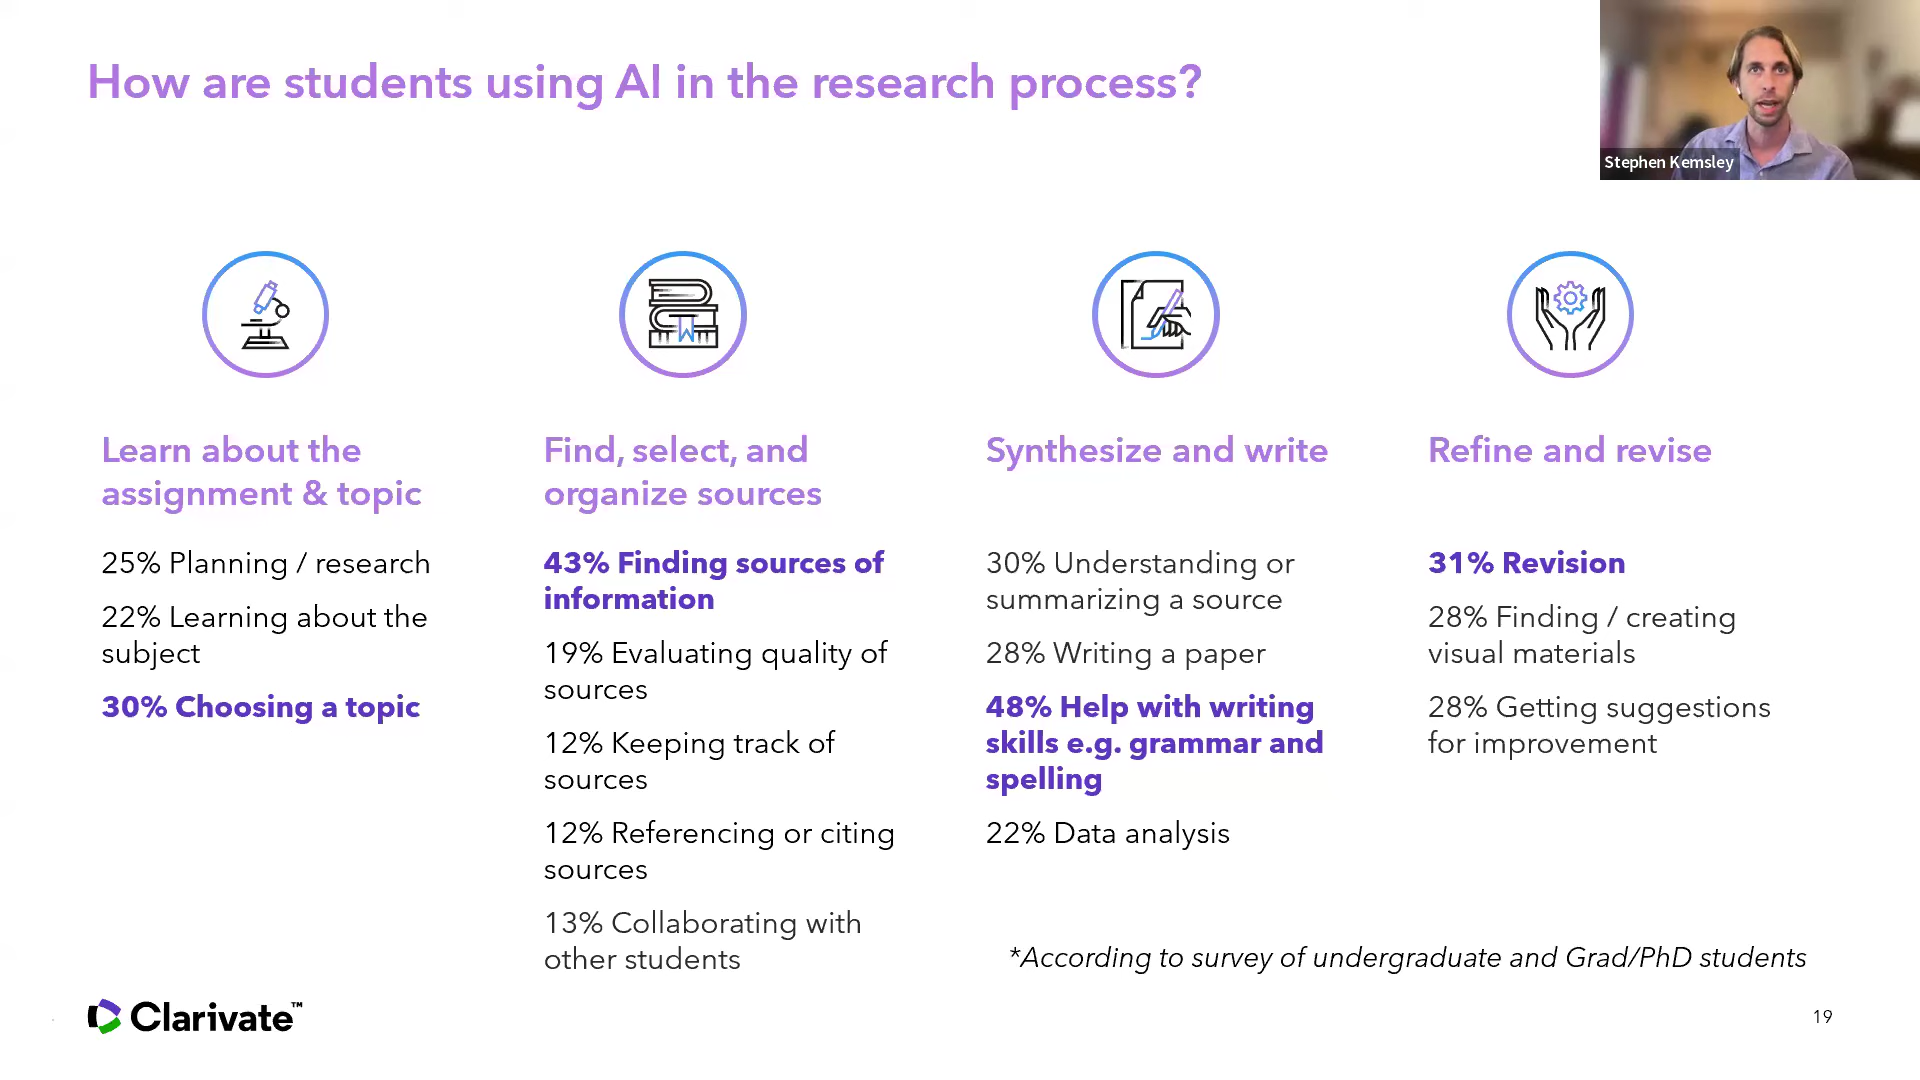 How are students using AI in the research process?
Stephen Kemsley
Learn about the
assignment & topic
25% Planning / research
22% Learning about the
subject
30% Choosing a topic
Find, select, and
organize sources
43% Finding sources of
information
19% Evaluating quality of
sources
12% Keeping track of
sources
12% Referencing or citing
sources
13% Collaborating with
other students
Synthesize and write
30% Understanding or
summarizing a source
28% Writing a paper
48% Help with writing
skills e.g. grammar and
spelling
22% Data analysis
Refine and revise
31% Revision
28% Finding / creating
visual materials
28% Getting suggestions
for improvement
*According to survey of undergraduate and Grad/PhD students
Clarivate™
19